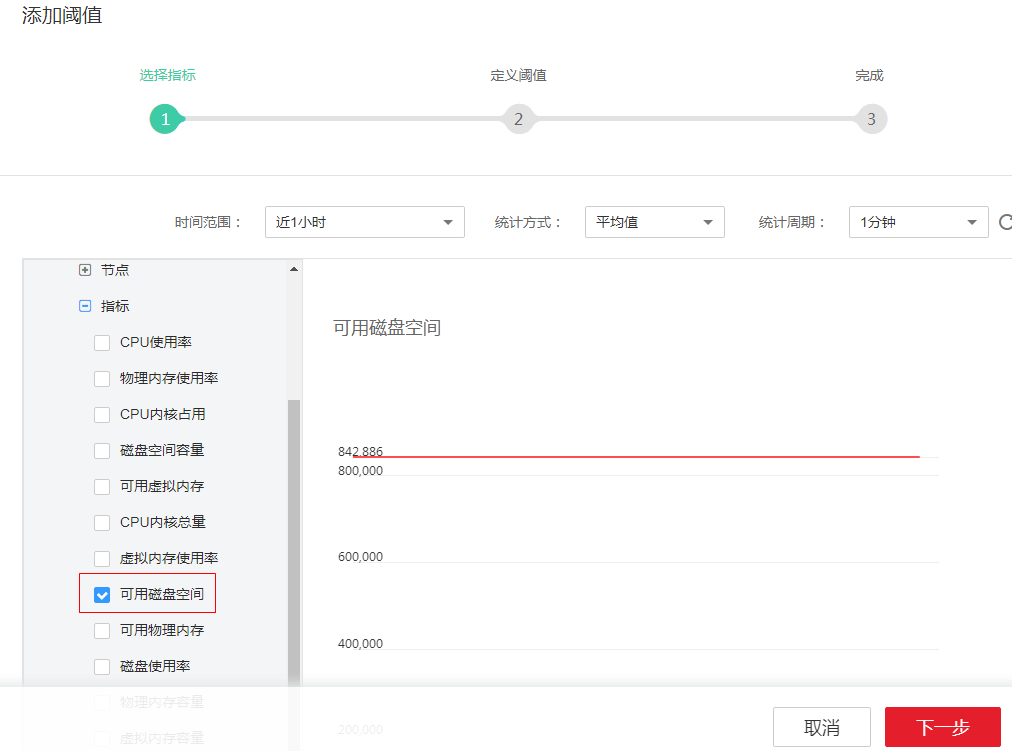 添加阈值
选择指标 定义阈值 完成
1 2 3
时间范围： 近1小时 统计方式： 平均值 统计周期： 1分钟
节点
指标
CPU使用率
物理内存使用率
CPU内核占用
磁盘空间容量
可用虚拟内存
CPU内核总量
虚拟内存使用率
可用磁盘空间
可用物理内存
磁盘使用率
物理内存容量
虚拟内存容量
可用磁盘空间
842,886
800,000
600,000
400,000
200,000
取消 下一步